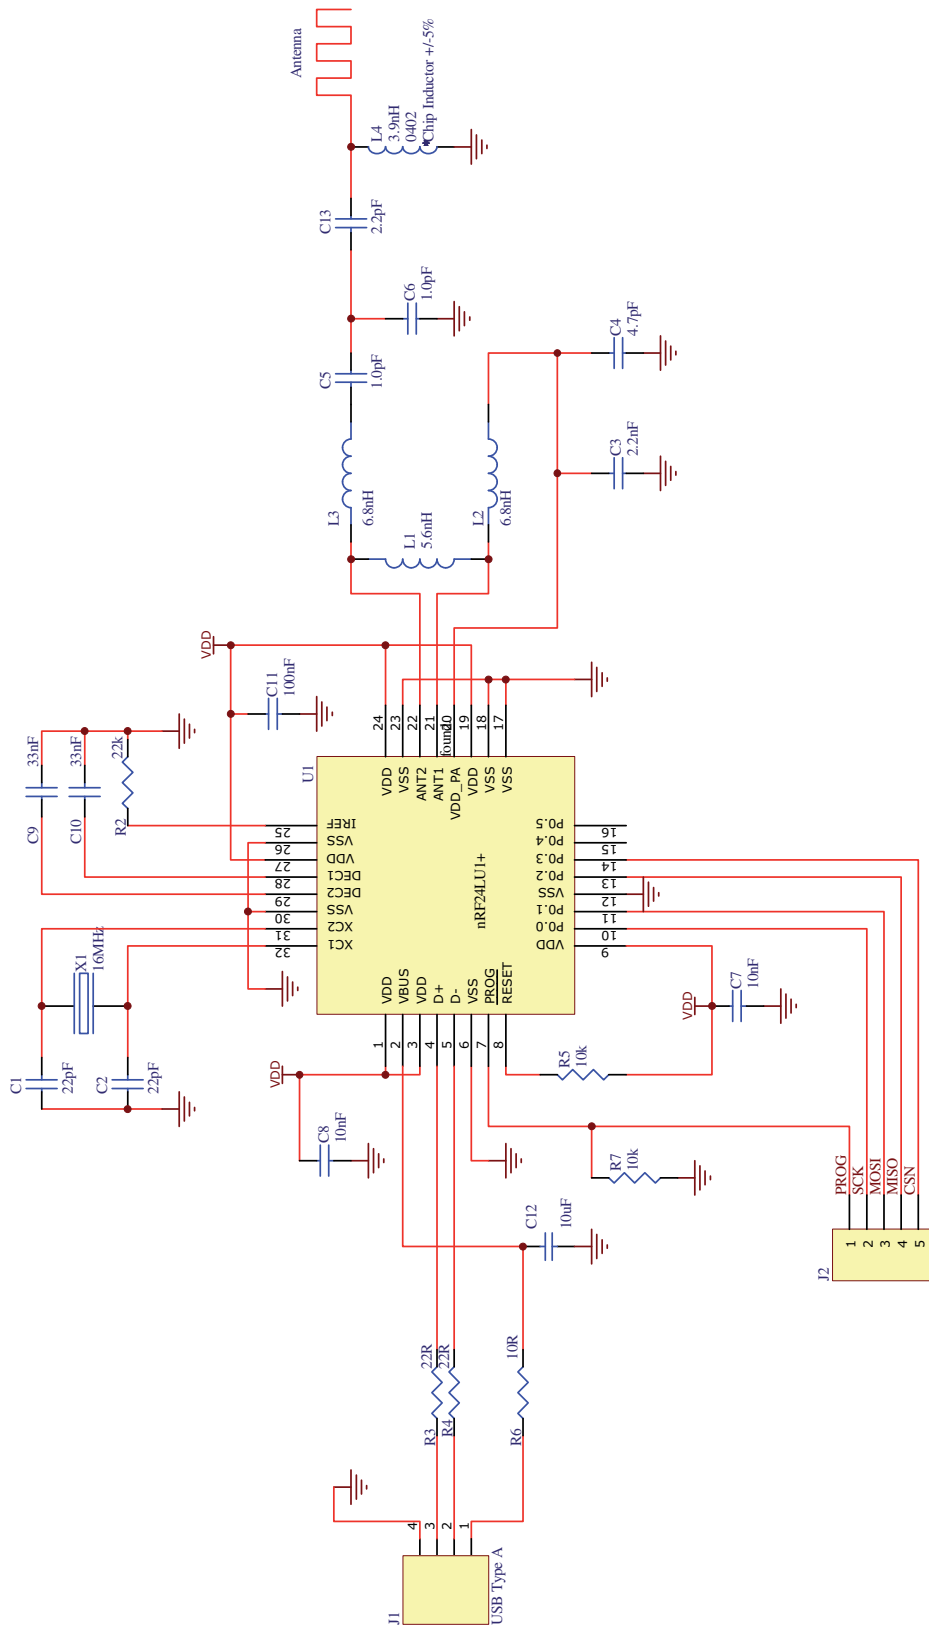 Antenna
L4
3.9nH
0402
Chip Inductor +/-5%
*
C13
2.2pF
C6
1.0pF
C5
1.0pF
L3
6.8nH
L1
5.6nH
L2
6.8nH
C4
4.7pF
C3
2.2nF
VDD
C11
100nF
33nF
C9
33nF
C10
22k
R2
U1
nRF24LU1+
24
VDD
23
VSS
22
ANT2
21
ANT1
20
found
VDD_PA
19
VDD
18
VSS
17
VSS
25
IREF
26
VSS
27
VDD
28
DEC1
29
DEC2
30
VSS
31
XC2
32
XC1
P0.5
16
P0.4
15
P0.3
14
P0.2
13
VSS
12
P0.1
11
P0.0
10
VDD
9
VDD
1
VBUS
2
VDD
3
D+
4
D-
5
VSS
6
PROG
7
RESET
8
X1
16MHz
C1
22pF
C2
22pF
VDD
C8
10nF
VDD
C7
10nF
R5
10k
R7
10k
C12
10uF
PROG
SCK
MOSI
MISO
CSN
J2
1
2
3
4
5
22R
R3
22R
R4
10R
R6
J1
4
3
2
1
USB Type A